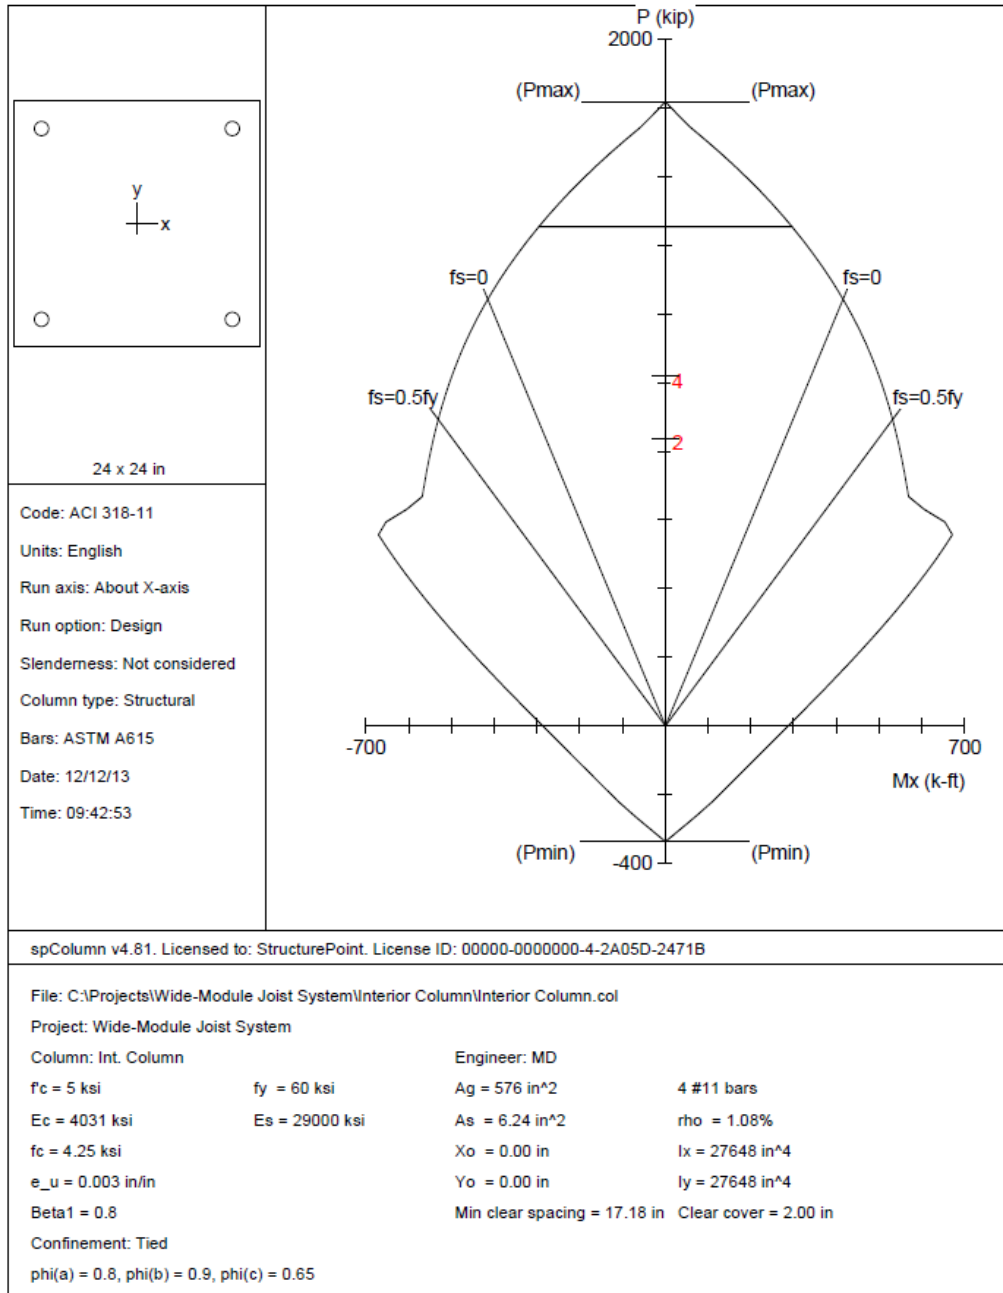 P (kip)
2000
(Pmax)
(Pmax)
y
x
fs=0
fs=0
4
fs=0.5fy
fs=0.5fy
2
24 x 24 in
Code: ACI 318-11
Units: English
Run axis: About X-axis
Run option: Design
Slenderness: Not considered
Column type: Structural
Bars: ASTM A615
Date: 12/12/13
Time: 09:42:53
-700
700
Mx (k-ft)
(Pmin)
(Pmin)
-400
spColumn v4.81. Licensed to: StructurePoint. License ID: 00000-0000000-4-2A05D-2471B
File: C:\Projects\Wide-Module Joist System\Interior Column\Interior Column.col
Project: Wide-Module Joist System
Column: Int. Column Engineer: MD
f'c = 5 ksi fy = 60 ksi Ag = 576 in^2 4 #11 bars
Ec = 4031 ksi Es = 29000 ksi As = 6.24 in^2 rho = 1.08%
fc = 4.25 ksi Xo = 0.00 in Ix = 27648 in^4
e_u = 0.003 in/in Yo = 0.00 in Iy = 27648 in^4
Beta1 = 0.8 Min clear spacing = 17.18 in Clear cover = 2.00 in
Confinement: Tied
phi(a) = 0.8, phi(b) = 0.9, phi(c) = 0.65